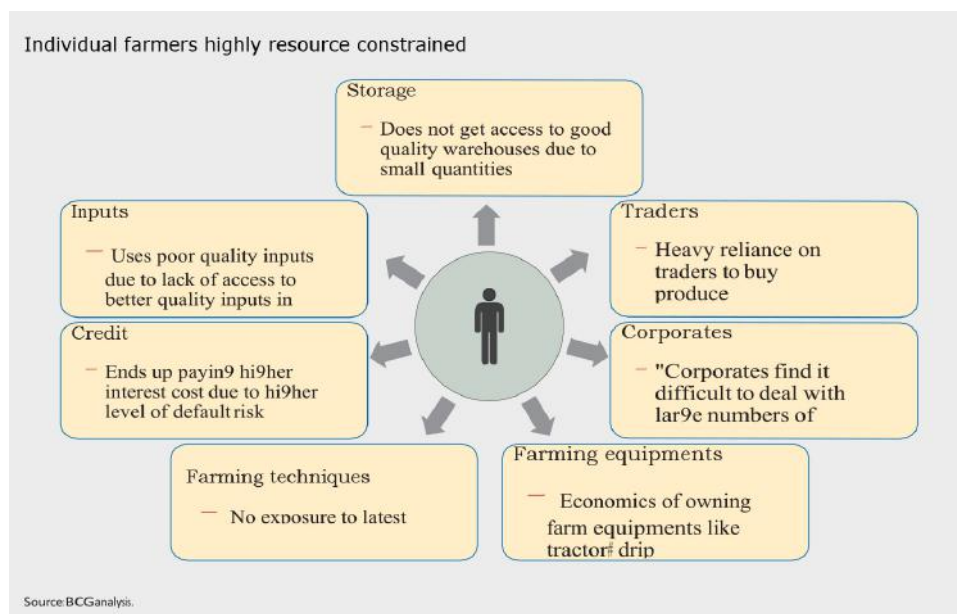 Individual farmers highly resource constrained
Storage
– Does not get access to good
quality warhouses due to
small quantities
Inputs
— Uses poor quality inputs
due to lack of access to
better quality inputs in
Traders
– Heavy reliance on
traders to buy
produce
Credit
– Ends up payin9 hi9her
interest cost due to hi9her
level of default risk
Corporates
– "Corporates find it
difficult to deal with
lar9e numbers of
Farming techniques
— No exposure to latest
Farming equipments
— Economics of owning
farm equipments like
tractor# drip
Source:BCGanalysis.